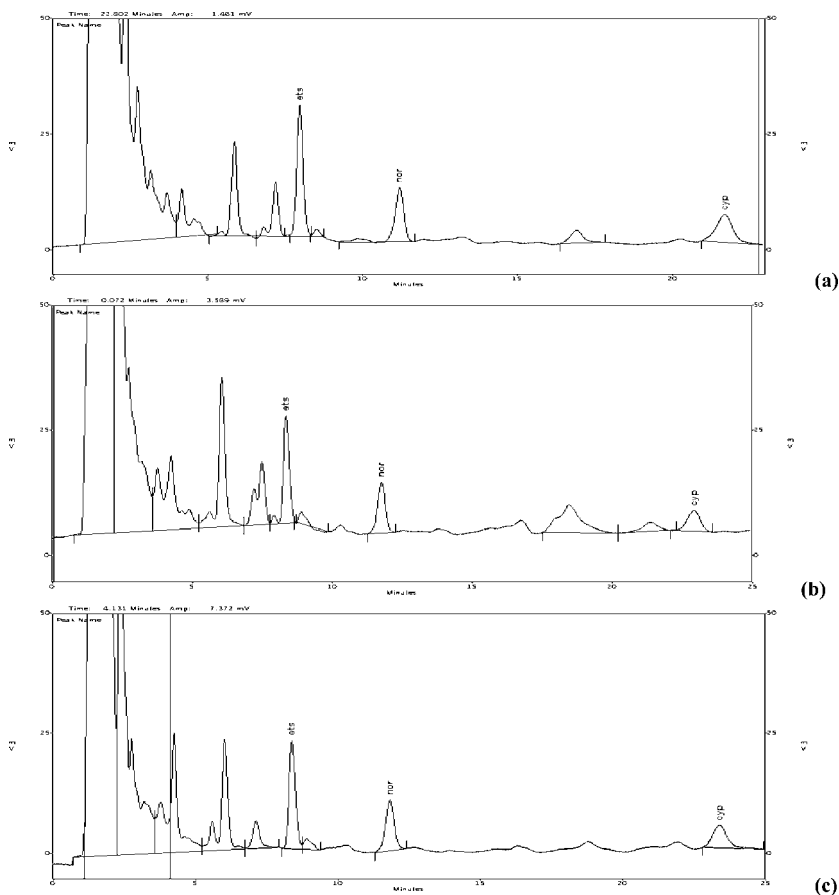 Time: 22.802 Minutes Amp: 1.461 mV
50 Peak Name 50
ets
25 25
nor
cyp
0 0
0 5 10 15 20
Minutes
(a)
Time: 0.072 Minutes Amp: 3.589 mV
50 Peak Name 50
ets
25 25
nor
cyp
0 0
0 5 10 15 20 25
Minutes
(b)
Time: 4.131 Minutes Amp: 7.372 mV
50 Peak Name 50
ets
25 25
nor
cyp
0 0
0 5 10 15 20 25
Minutes
(c)